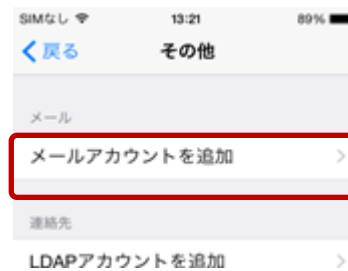 SIMなし 13:21 89%
戻る その他
メール
メールアカウントを追加
連絡先
LDAPアカウントを追加